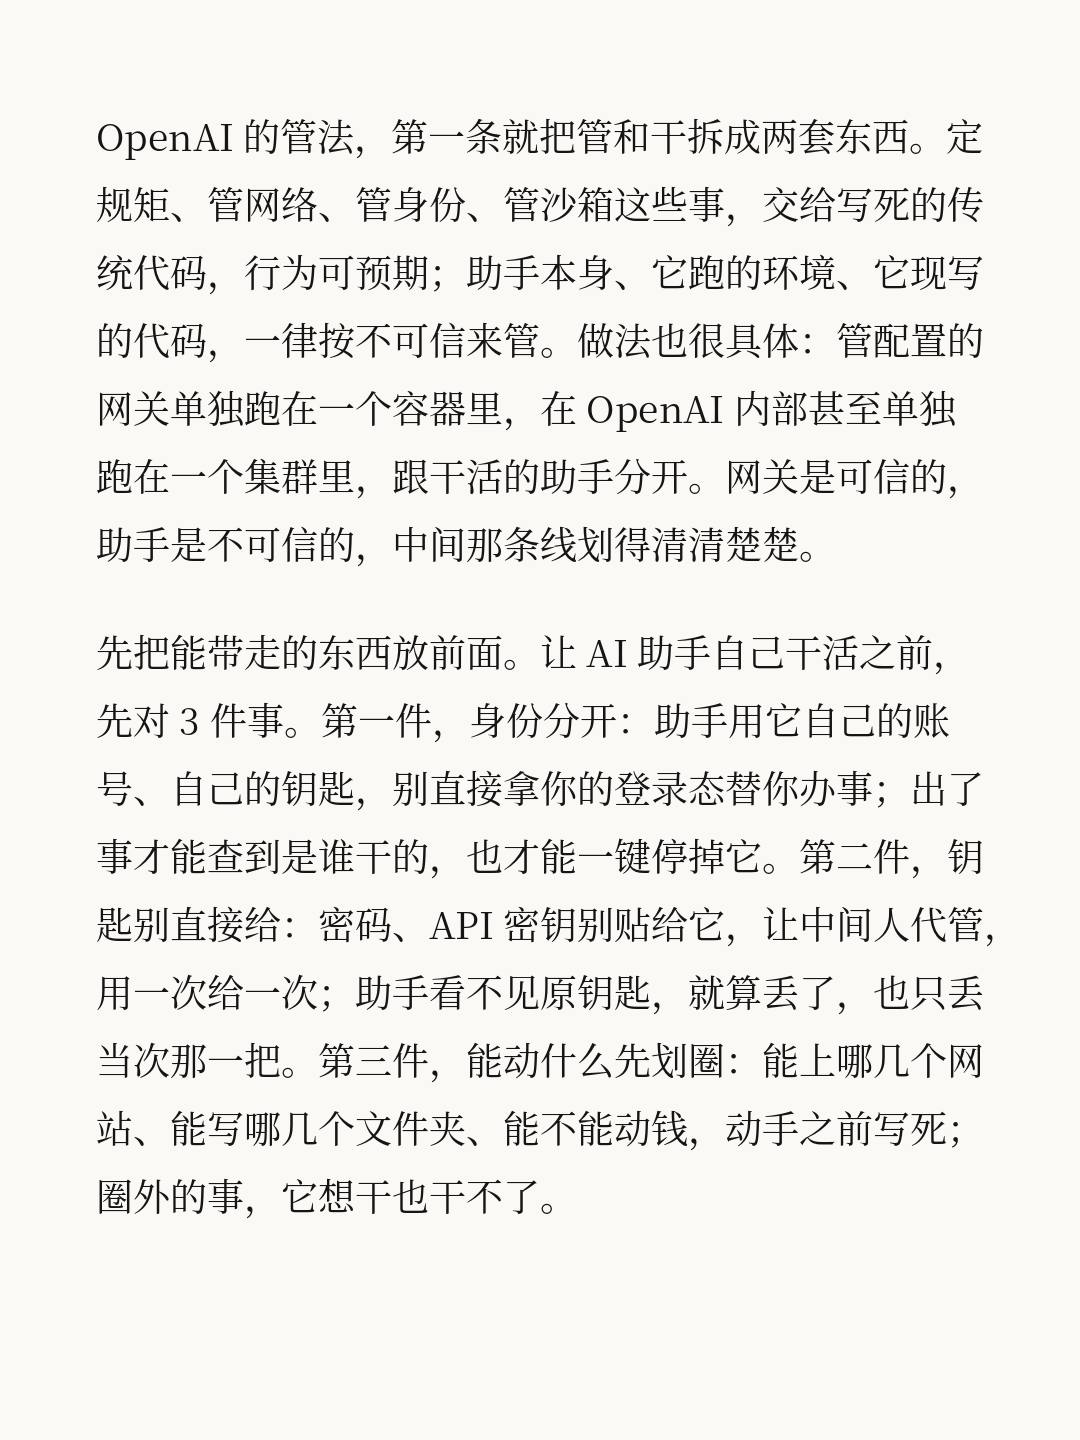 OpenAI 的管法，第一条就把管和干拆成两套东西。定
规矩、管网络、管身份、管沙箱这些事，交给写死的传
统代码，行为可预期；助手本身、它跑的环境、它现写
的代码，一律按不可信来管。做法也很具体：管配置的
网关单独跑在一个容器里，在 OpenAI 内部甚至单独
跑在一个集群里，跟干活的助手分开。网关是可信的，
助手是不可信的，中间那条线划得清清楚楚。
先把能带走的东西放前面。让 AI 助手自己干活之前，
先对 3 件事。第一件，身份分开：助手用它自己的账
号、自己的钥匙，别直接拿你的登录态替你办事；出了
事才能查到是谁干的，也才能一键停掉它。第二件，钥
匙别直接给：密码、API 密钥别贴给它，让中间人代管，
用一次给一次；助手看不见原钥匙，就算丢了，也只丢
当次那一把。第三件，能动什么先划圈：能上哪几个网
站、能写哪几个文件夹、能不能动钱，动手之前写死；
圈外的事，它想干也干不了。